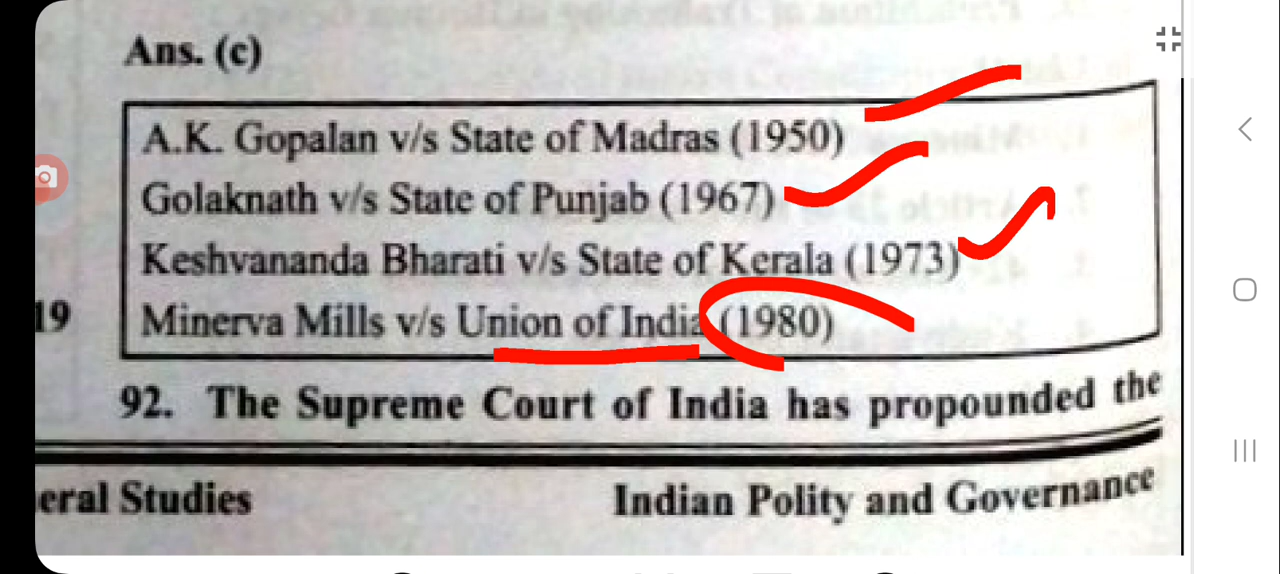 Ans. (c)
A.K. Gopalan v/s State of Madras (1950)
Golaknath v/s State of Punjab (1967)
Keshvananda Bharati v/s State of Kerala (1973)
19
Minerva Mills v/s Union of India (1980)
92. The Supreme Court of India has propounded the
eral Studies
Indian Polity and Governance